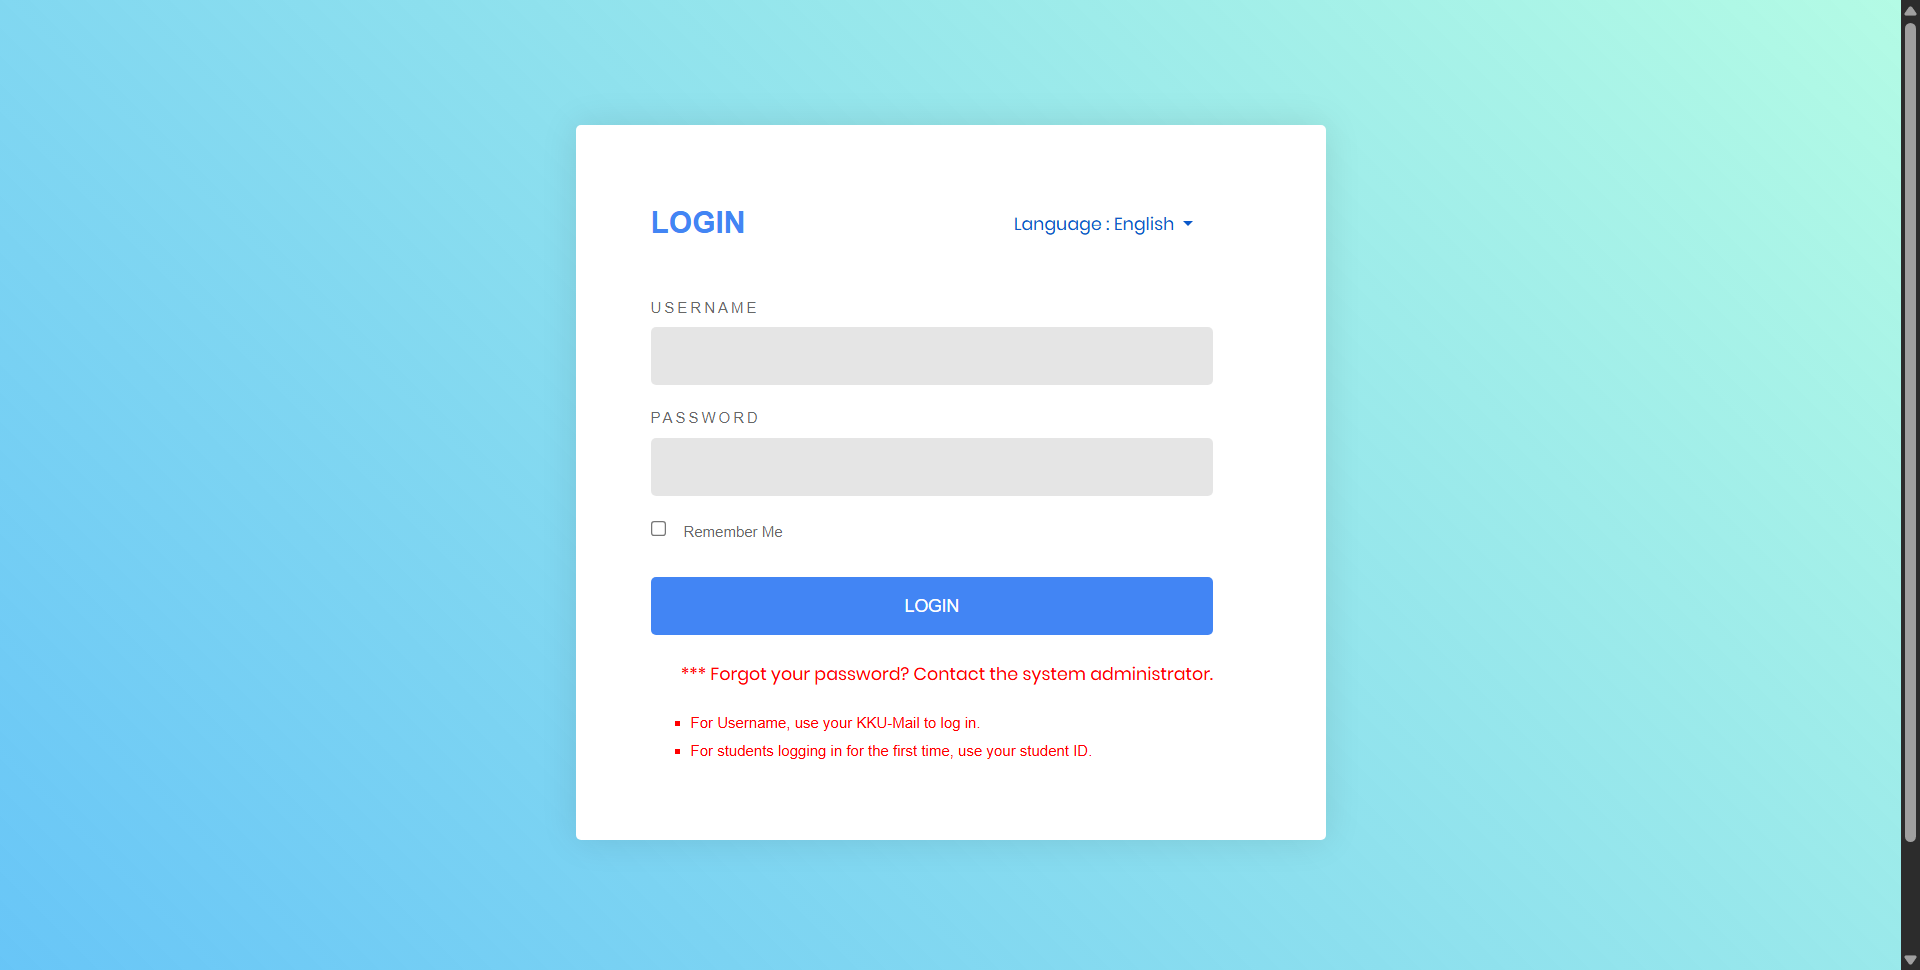 LOGIN
Language : English
USERNAME
PASSWORD
Remember Me
LOGIN
*** Forgot your password? Contact the system administrator.
For Username, use your KKU-Mail to log in.
For students logging in for the first time, use your student ID.